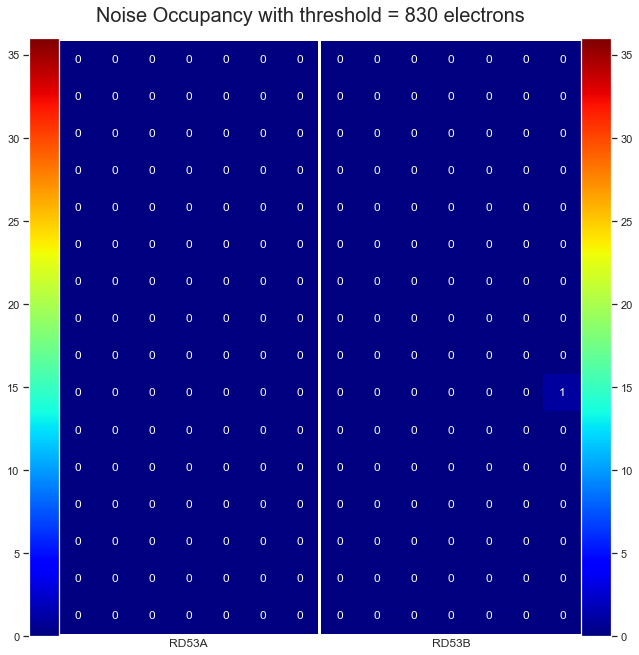 Noise Occupancy with threshold = 830 electrons
35 0 0 0 0 0 0 0 0 0 0 0 0 0 0 35
0 0 0 0 0 0 0 0 0 0 0 0 0 0
30 0 0 0 0 0 0 0 0 0 0 0 0 0 0 30
0 0 0 0 0 0 0 0 0 0 0 0 0 0
25 0 0 0 0 0 0 0 0 0 0 0 0 0 0 25
0 0 0 0 0 0 0 0 0 0 0 0 0 0
0 0 0 0 0 0 0 0 0 0 0 0 0 0
20 0 0 0 0 0 0 0 0 0 0 0 0 0 0 20
0 0 0 0 0 0 0 0 0 0 0 0 0 0
15 0 0 0 0 0 0 0 0 0 0 0 0 0 1 15
0 0 0 0 0 0 0 0 0 0 0 0 0 0
10 0 0 0 0 0 0 0 0 0 0 0 0 0 0 10
0 0 0 0 0 0 0 0 0 0 0 0 0 0
5 0 0 0 0 0 0 0 0 0 0 0 0 0 0 5
0 0 0 0 0 0 0 0 0 0 0 0 0 0
0 0 0 0 0 0 0 0 0 0 0 0 0 0
0 0
RD53A RD53B